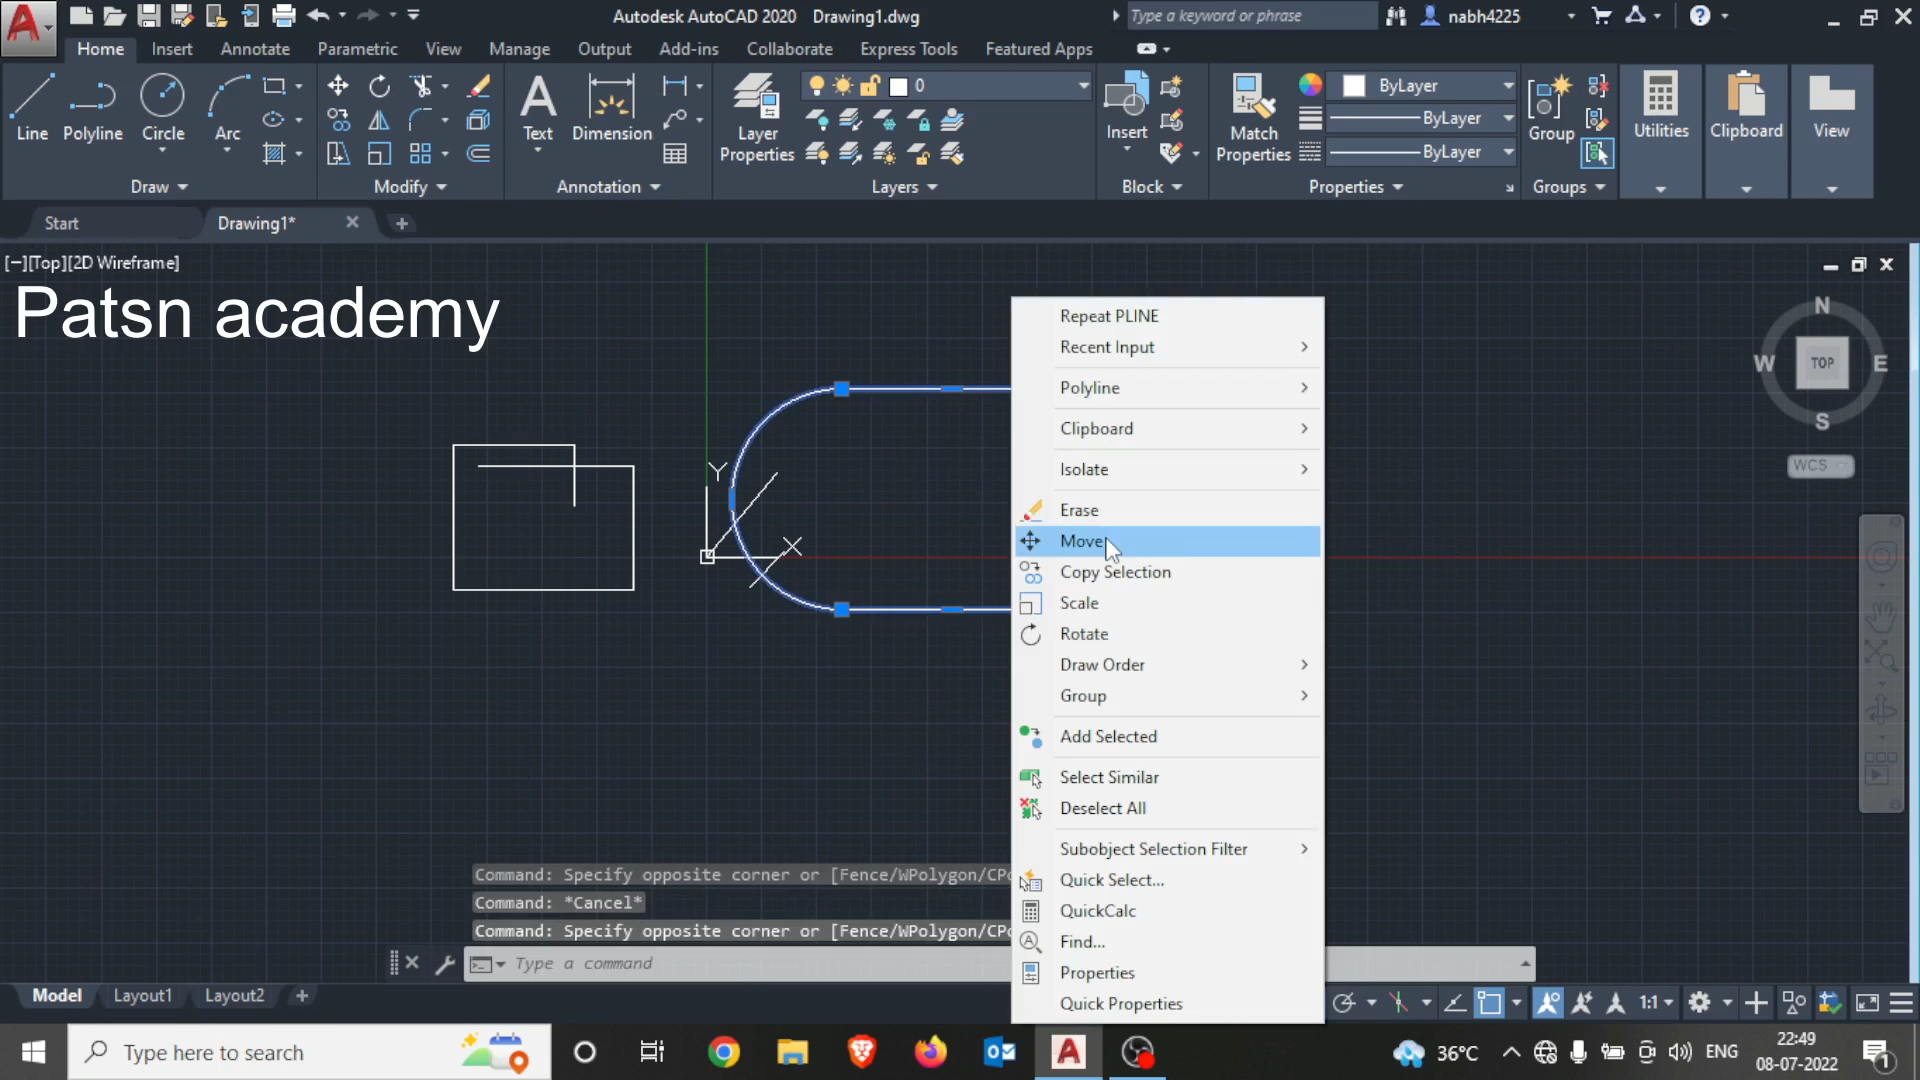 Autodesk AutoCAD 2020 Drawing1.dwg
Type a keyword or phrase
nabh4225
Home Insert Annotate Parametric View Manage Output Add-ins Collaborate Express Tools Featured Apps
0
ByLayer
ByLayer
ByLayer
Line Polyline Circle Arc
Text Dimension
Layer Properties
Insert
Match Properties
Group
Utilities
Clipboard
View
Draw Modify Annotation Layers Block Properties Groups
Start Drawing1*
[−][Top][2D Wireframe]
Patsn academy
N
W TOP E
S
WCS
Y
X
Repeat PLINE
Recent Input
Polyline
Clipboard
Isolate
Erase
Move
Copy Selection
Scale
Rotate
Draw Order
Group
Add Selected
Select Similar
Deselect All
Subobject Selection Filter
Quick Select...
QuickCalc
Find...
Properties
Quick Properties
Command: Specify opposite corner or [Fence/WPolygon/CPo
Command: *Cancel*
Command: Specify opposite corner or [Fence/WPolygon/CPo
Type a command
Model Layout1 Layout2
1:1
Type here to search
36°C
ENG
22:49
08-07-2022
1